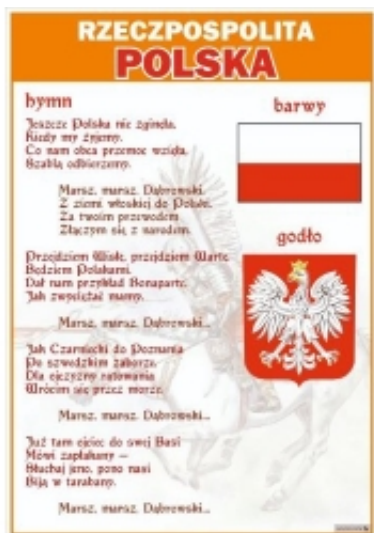 RZECZPOSPOLITA
POLSKA
hymn
Jeszcze Polska nie zginęła,
Kiedy my żyjemy.
Co nam obca przemoc wzięła,
Szablą odbierzemy.
Marsz, marsz, Dąbrowski,
Z ziemi włoskiej do Polski.
Za twoim przewodem
Złączym się z narodem.
Przejdziem Wisłę, przejdziem Wartę,
Będziem Polakami.
Dał nam przykład Bonaparte,
Jak zwyciężać mamy.
Marsz, marsz, Dąbrowski...
Jak Czarniecki do Poznania
Po szwedzkim zaborze,
Dla ojczyzny ratowania
Wrócim się przez morze.
Marsz, marsz, Dąbrowski...
Już tam ojciec do swej Basi
Mówi zapłakany –
Słuchaj jeno, pono nasi
Biją w tarabany.
Marsz, marsz, Dąbrowski...
barwy
godło